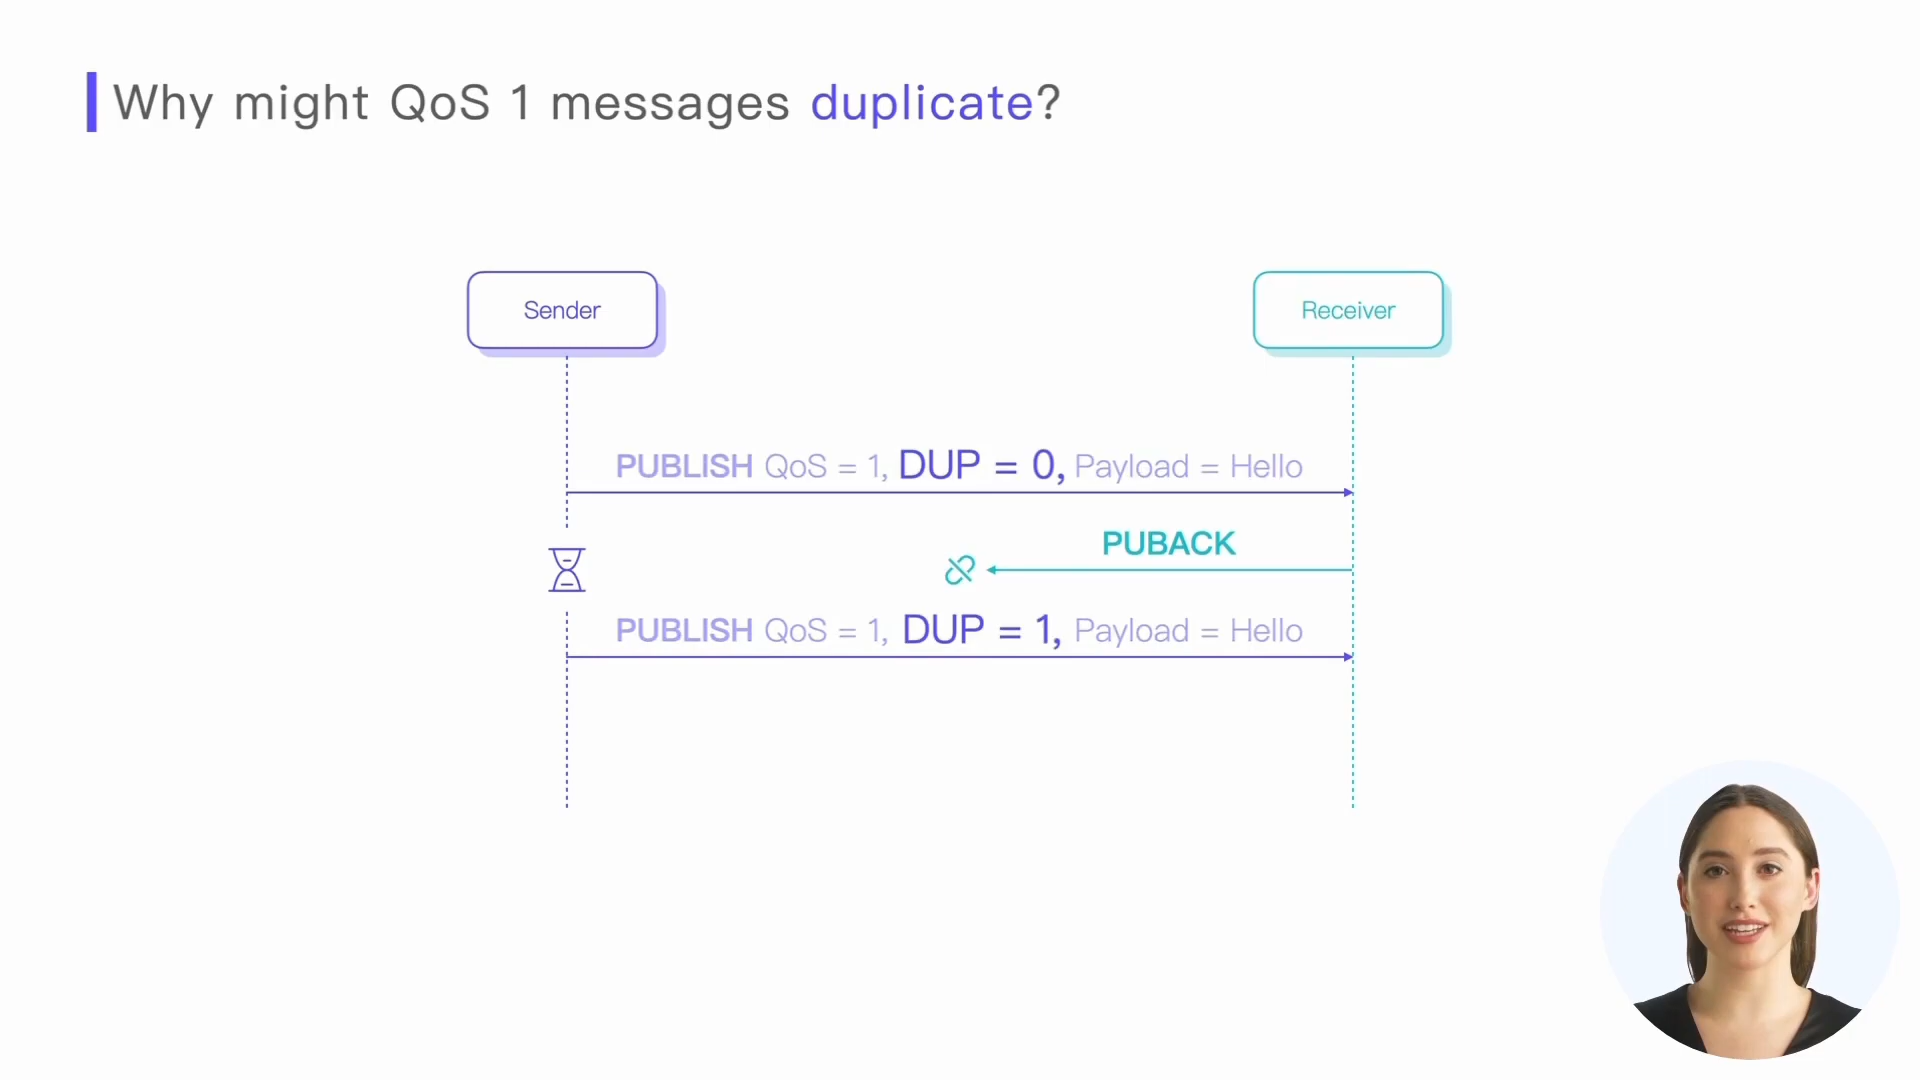 Why might QoS 1 messages duplicate?
Sender
Receiver
PUBLISH QoS = 1, DUP = 0, Payload = Hello
PUBACK
PUBLISH QoS = 1, DUP = 1, Payload = Hello